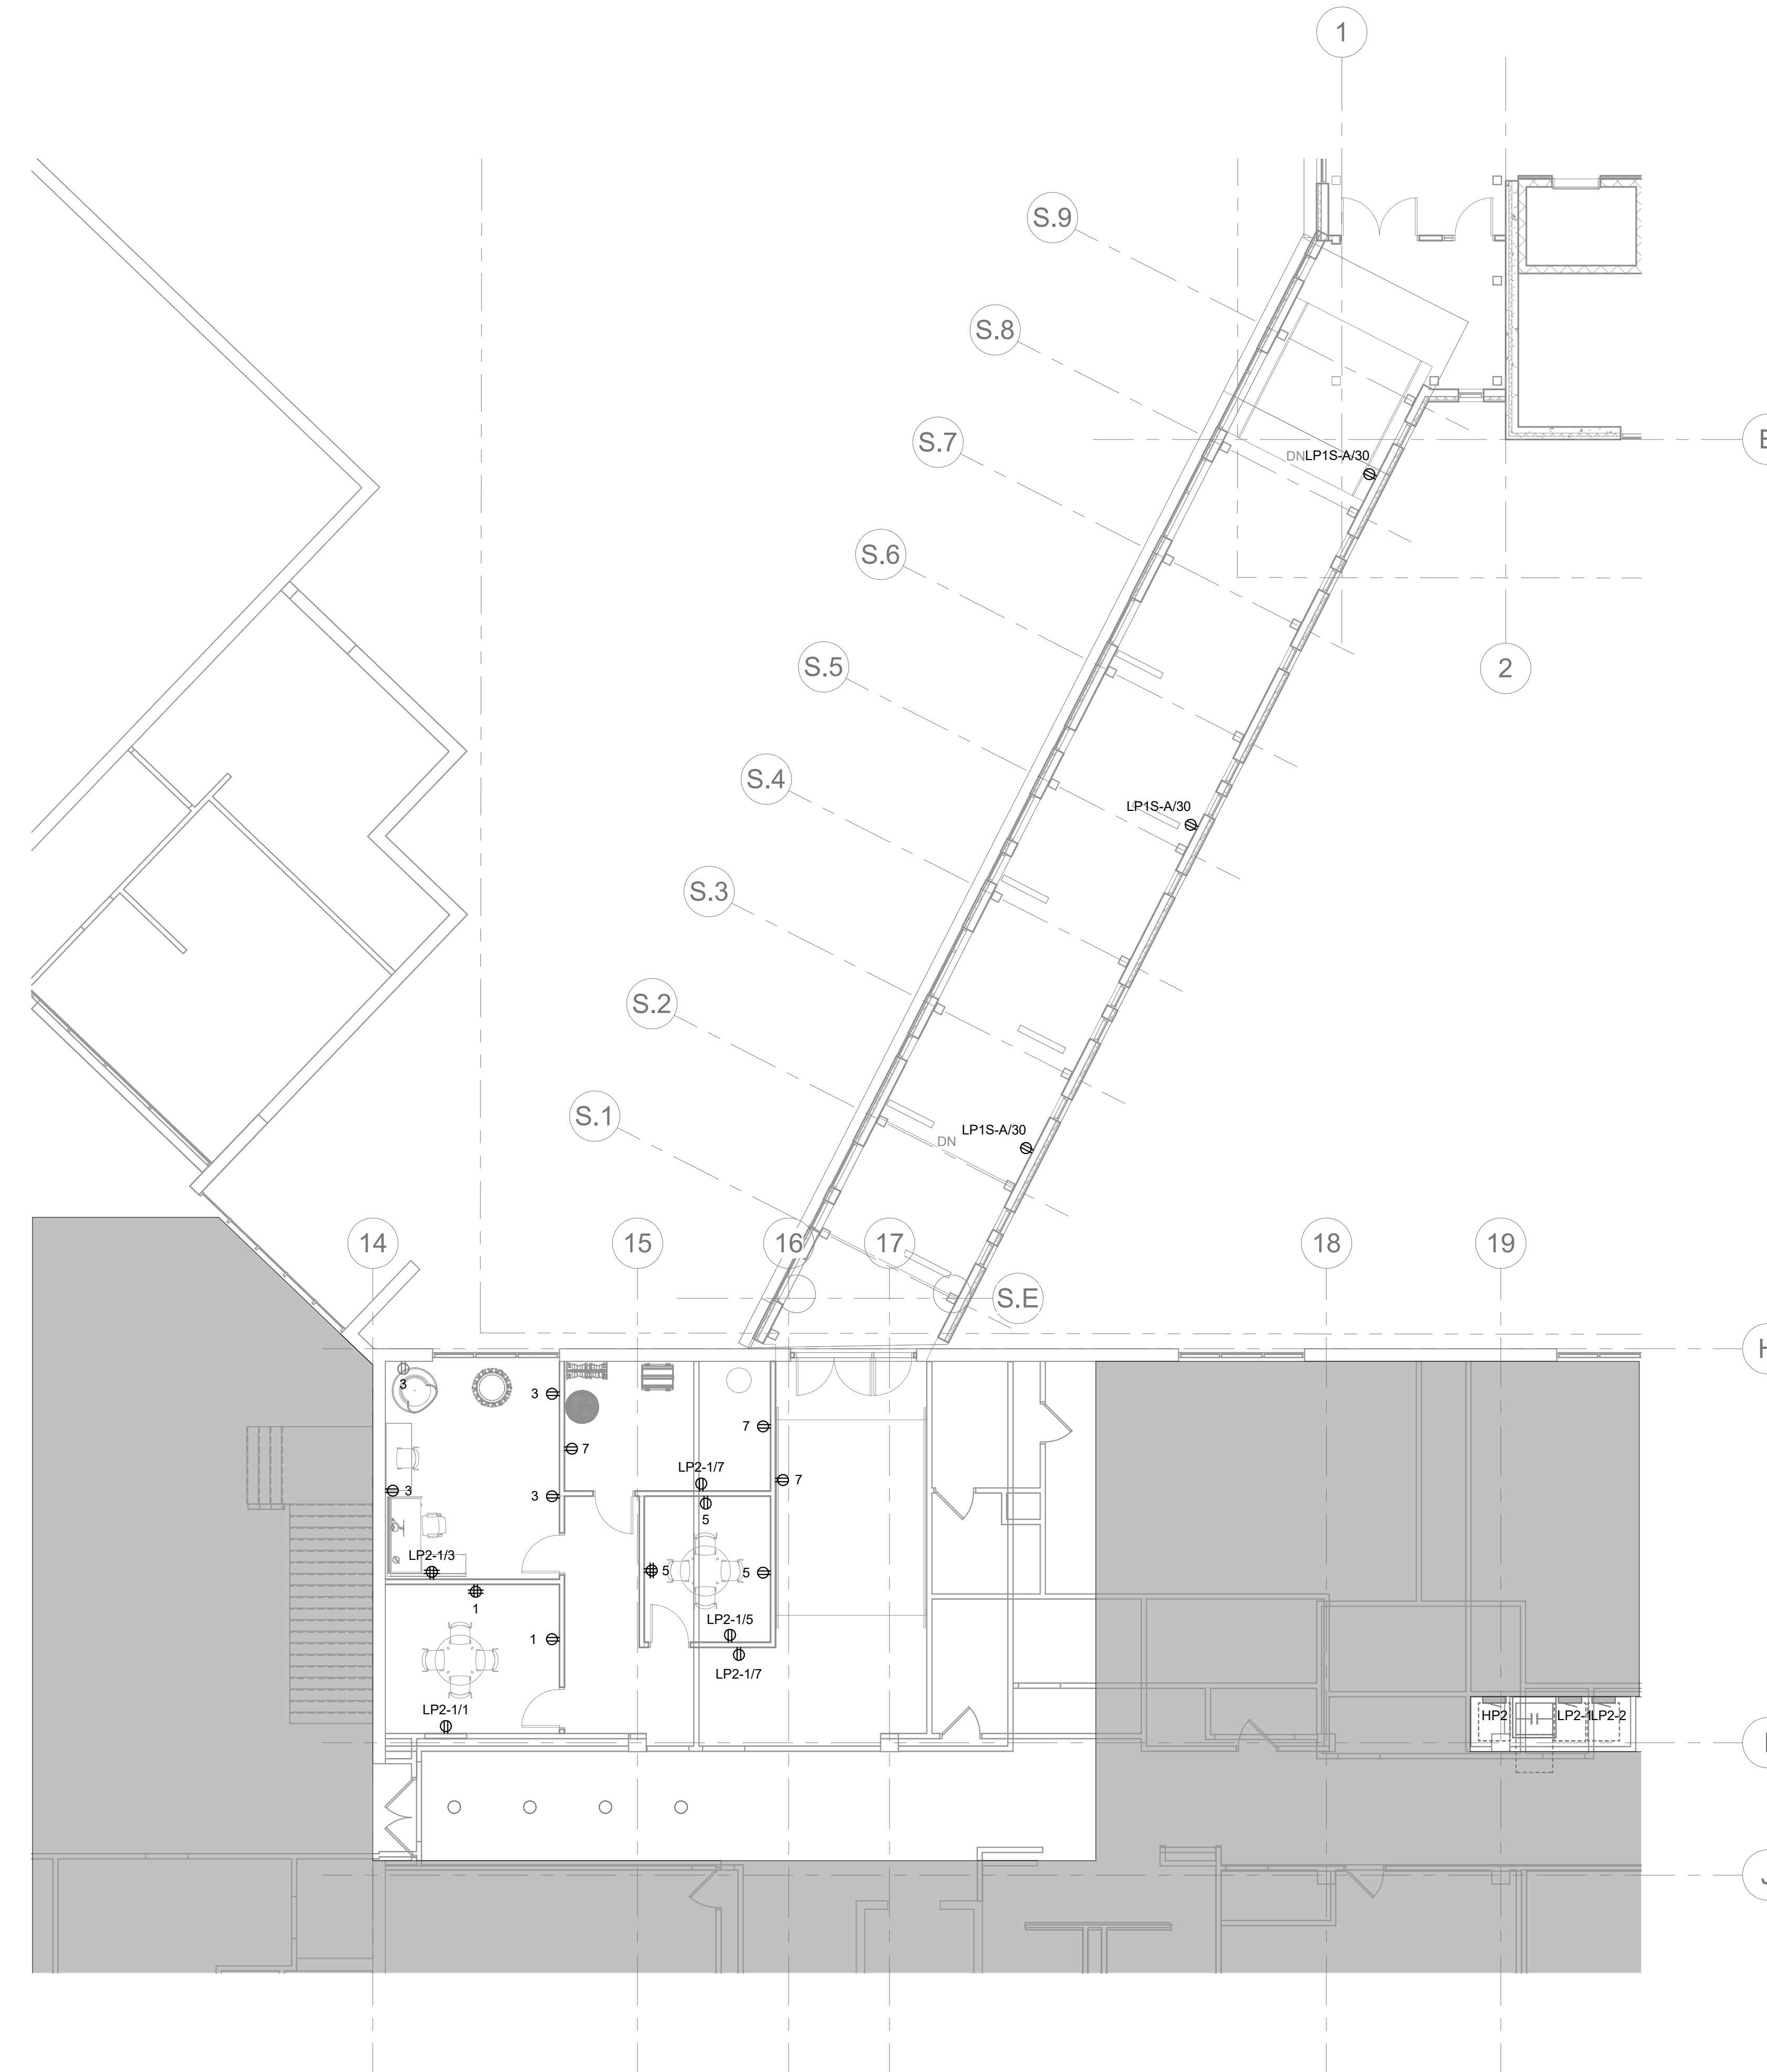 1
S.9
S.8
S.7
DN LP1S-A/30
S.6
2
S.5
S.4
LP1S-A/30
S.3
S.2
S.1
LP1S-A/30
DN
14
15
16
17
18
19
S.E
3
3
7
7
LP2-1/7
7
3
3
5
LP2-1/3
5
5
1
LP2-1/5
1
LP2-1/7
LP2-1/1
HP2
LP2-1
LP2-2